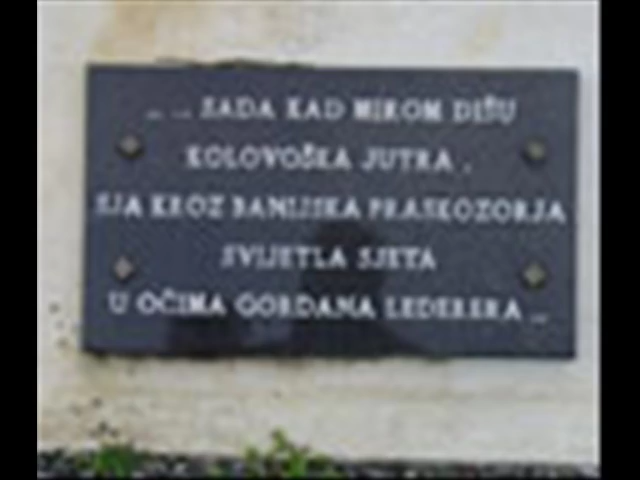 ... ... SADA KAD MIROM DIŠU
KOLOVOŠKA JUTRA ,
SJA KROZ BANIJSKA PRASKOZORJA
SVIJETLA SJETA
U OČIMA GORDANA LEDERERA ...